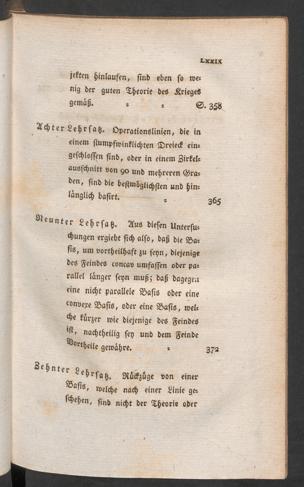 LXXIX
jekten hinlaufen, sind eben so we-
nig der guten Theorie des Krieges
gemäß. = = S. 358
Achter Lehrsatz. Operationslinien, die in
einem stumpfwinklichten Dreieck ein-
geschlossen sind, oder in einem Zirkel-
ausschnitt von 90 und mehreren Gra-
den, sind die bestmöglichsten und hin-
länglich basirt. = 365
Neunter Lehrsatz. Aus diesen Untersu-
chungen ergiebt sich also, daß die Ba-
sis, um vortheilhaft zu seyn, diejenige
des Feindes concav umfassen oder pa-
rallel länger seyn muß; daß dagegen
eine nicht parallele Basis oder eine
convexe Basis, oder eine Basis, wel-
che kürzer wie diejenige des Feindes
ist, nachtheilig sey und dem Feinde
Vortheile gewähre. = 372
Zehnter Lehrsatz. Rückzüge von einer
Basis, welche nach einer Linie ge-
schehen, sind nicht der Theorie oder